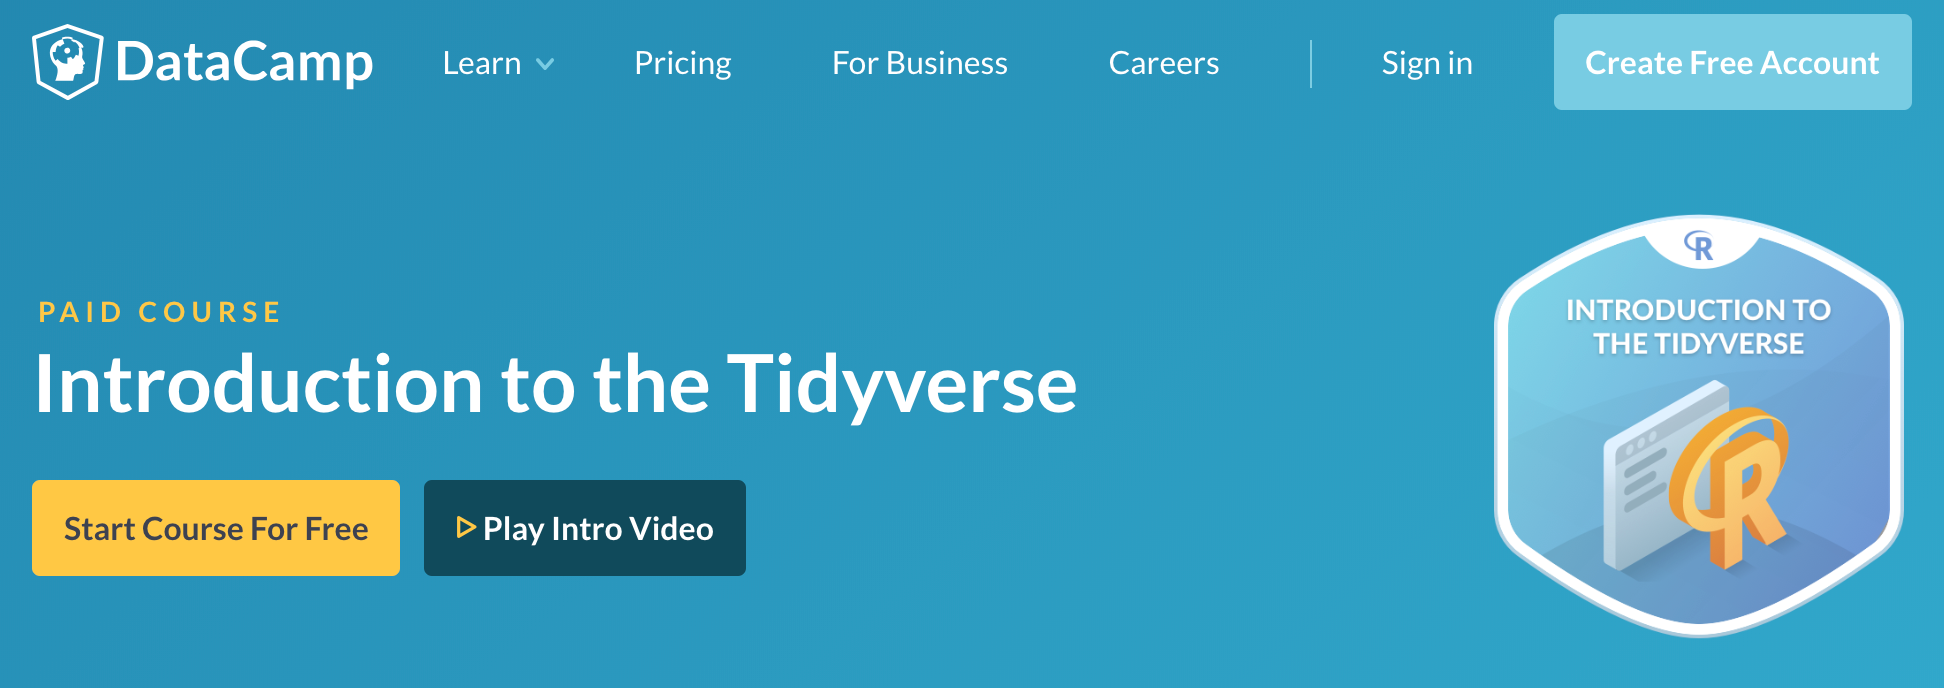 DataCamp
Learn
Pricing
For Business
Careers
Sign in
Create Free Account
PAID COURSE
Introduction to the Tidyverse
Start Course For Free
Play Intro Video
R
INTRODUCTION TO
THE TIDYVERSE
R